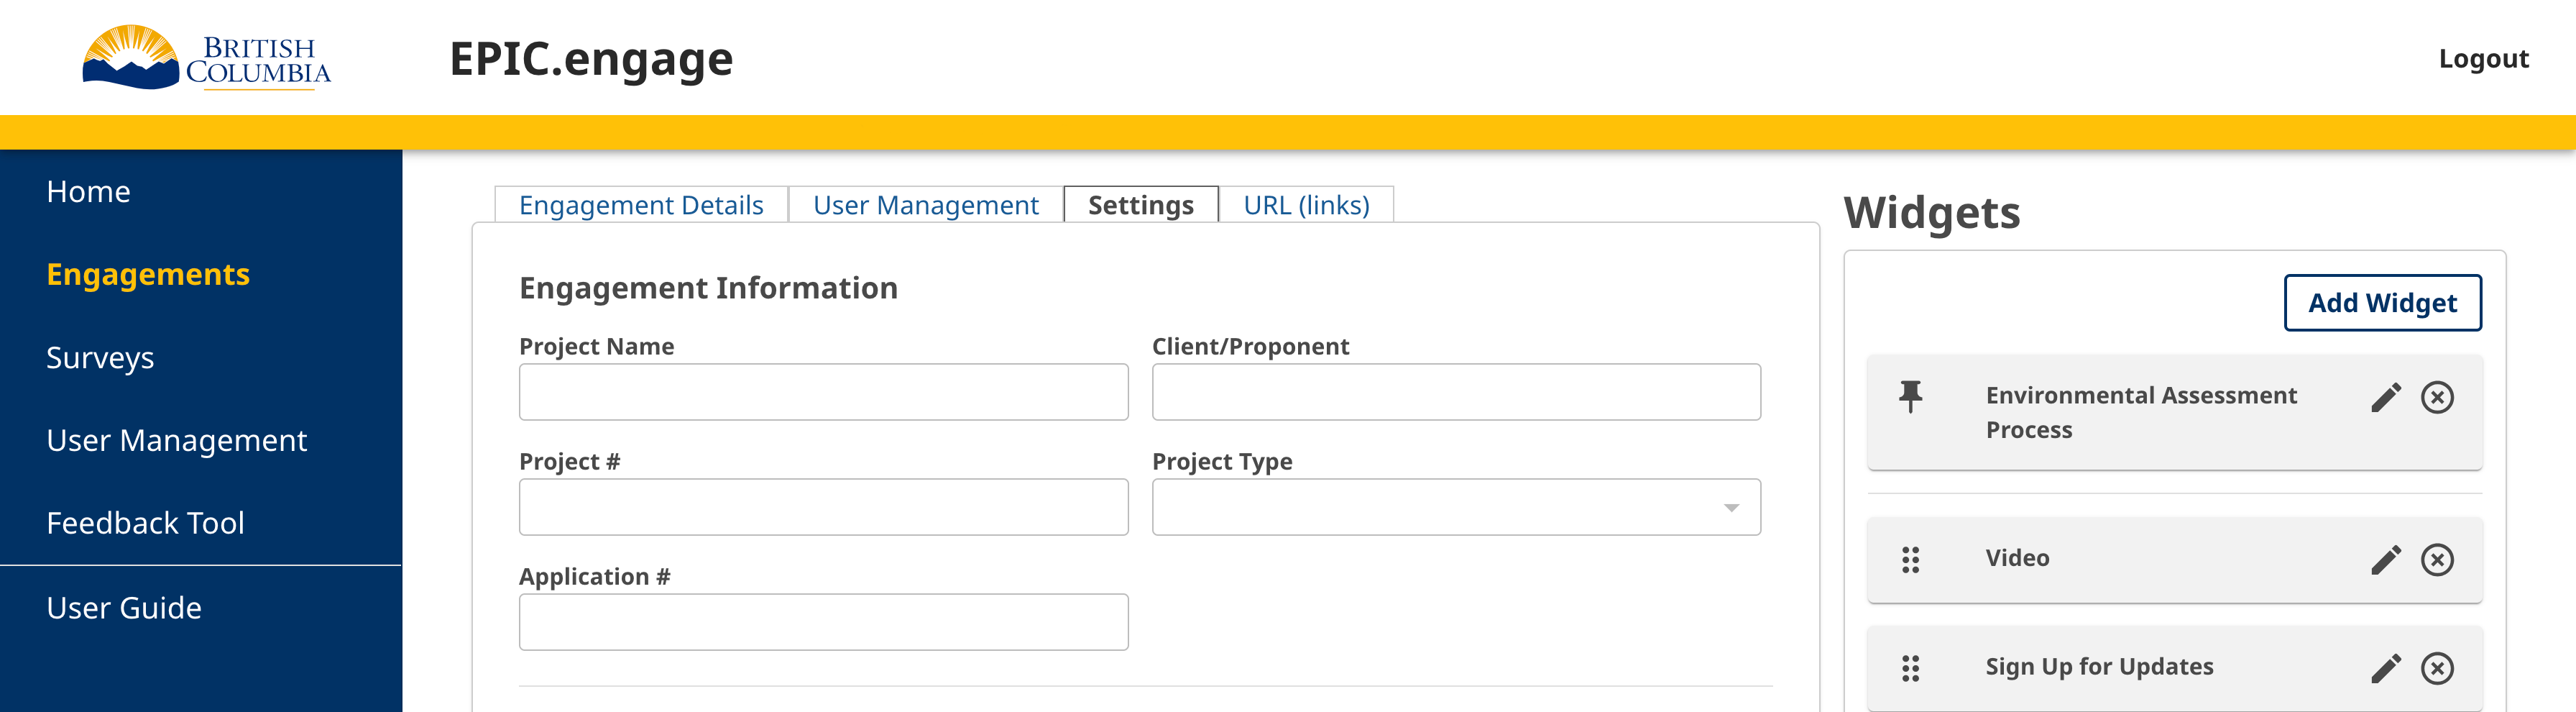 BRITISH
COLUMBIA
EPIC.engage
Logout
Home
Engagements
Surveys
User Management
Feedback Tool
User Guide
Engagement Details
User Management
Settings
URL (links)
Engagement Information
Project Name
Client/Proponent
Project #
Project Type
Application #
Widgets
Add Widget
Environmental Assessment
Process
Video
Sign Up for Updates